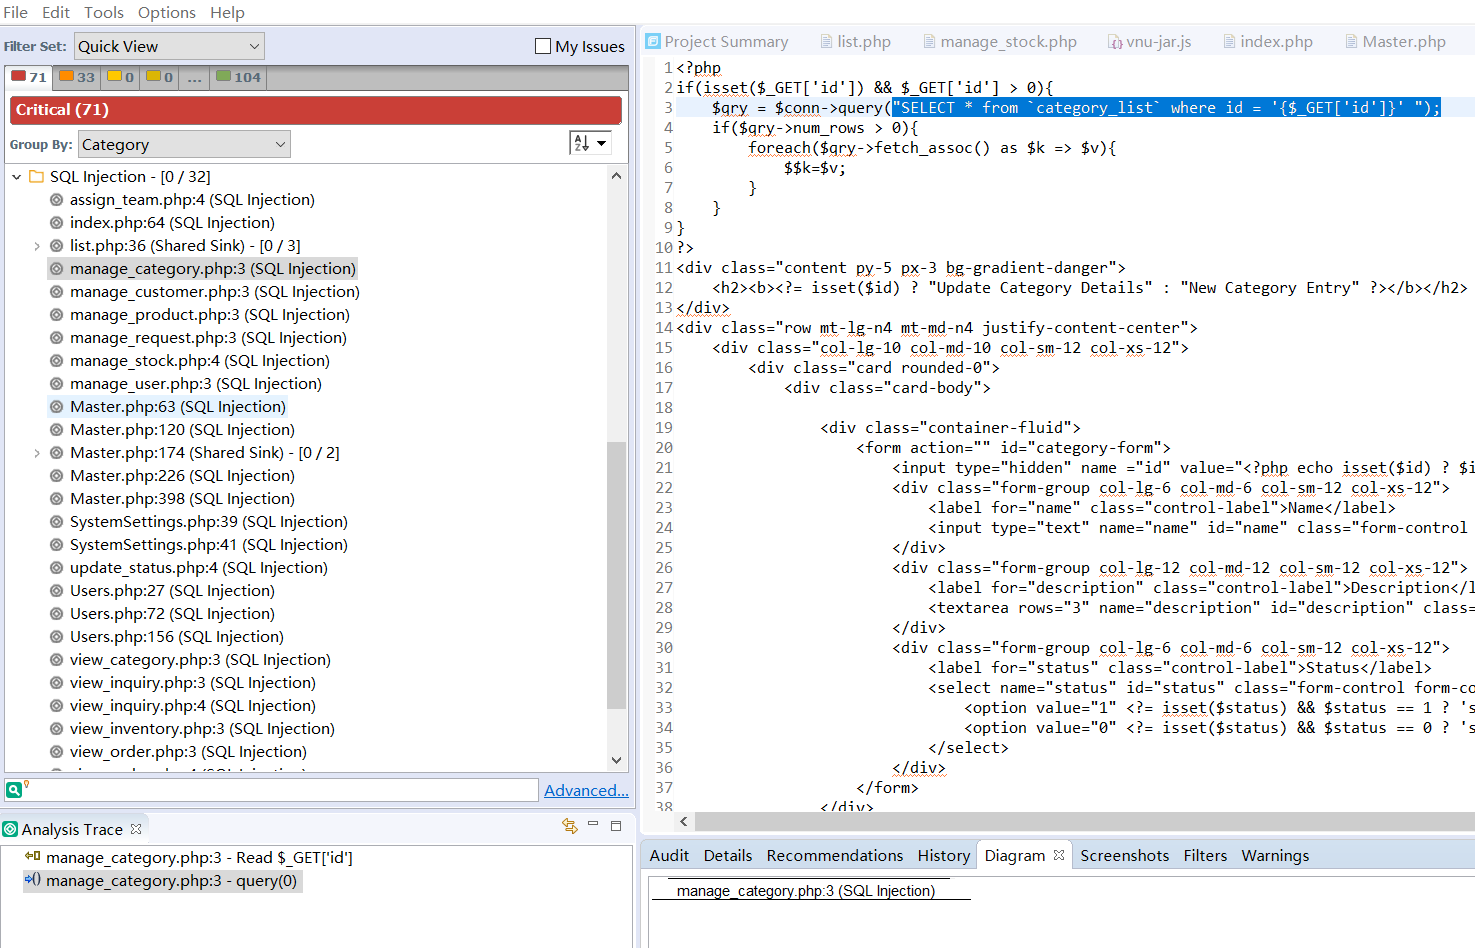 File Edit Tools Options Help
Filter Set: Quick View My Issues
71 33 0 0 ... 104
Critical (71)
Group By: Category
SQL Injection - [0 / 32]
assign_team.php:4 (SQL Injection)
index.php:64 (SQL Injection)
list.php:36 (Shared Sink) - [0 / 3]
manage_category.php:3 (SQL Injection)
manage_customer.php:3 (SQL Injection)
manage_product.php:3 (SQL Injection)
manage_request.php:3 (SQL Injection)
manage_stock.php:4 (SQL Injection)
manage_user.php:3 (SQL Injection)
Master.php:63 (SQL Injection)
Master.php:120 (SQL Injection)
Master.php:174 (Shared Sink) - [0 / 2]
Master.php:226 (SQL Injection)
Master.php:398 (SQL Injection)
SystemSettings.php:39 (SQL Injection)
SystemSettings.php:41 (SQL Injection)
update_status.php:4 (SQL Injection)
Users.php:27 (SQL Injection)
Users.php:72 (SQL Injection)
Users.php:156 (SQL Injection)
view_category.php:3 (SQL Injection)
view_inquiry.php:3 (SQL Injection)
view_inquiry.php:4 (SQL Injection)
view_inventory.php:3 (SQL Injection)
view_order.php:3 (SQL Injection)
Advanced...
Analysis Trace
manage_category.php:3 - Read $_GET['id']
manage_category.php:3 - query(0)
Project Summary list.php manage_stock.php vnu-jar.js index.php Master.php
1 <?php
2 if(isset($_GET['id']) && $_GET['id'] > 0){
3 $qry = $conn->query("SELECT * from `category_list` where id = '{$_GET['id']}' ");
4 if($qry->num_rows > 0){
5 foreach($qry->fetch_assoc() as $k => $v){
6 $$k=$v;
7 }
8 }
9 }
10 ?>
11 <div class="content py-5 px-3 bg-gradient-danger">
12 <h2><b><?= isset($id) ? "Update Category Details" : "New Category Entry" ?></b></h2>
13 </div>
14 <div class="row mt-lg-n4 mt-md-n4 justify-content-center">
15 <div class="col-lg-10 col-md-10 col-sm-12 col-xs-12">
16 <div class="card rounded-0">
17 <div class="card-body">
18
19 <div class="container-fluid">
20 <form action="" id="category-form">
21 <input type="hidden" name ="id" value="<?php echo isset($id) ? $i
22 <div class="form-group col-lg-6 col-md-6 col-sm-12 col-xs-12">
23 <label for="name" class="control-label">Name</label>
24 <input type="text" name="name" id="name" class="form-control
25 </div>
26 <div class="form-group col-lg-12 col-md-12 col-sm-12 col-xs-12">
27 <label for="description" class="control-label">Description</l
28 <textarea rows="3" name="description" id="description" class=
29 </div>
30 <div class="form-group col-lg-6 col-md-6 col-sm-12 col-xs-12">
31 <label for="status" class="control-label">Status</label>
32 <select name="status" id="status" class="form-control form-co
33 <option value="1" <?= isset($status) && $status == 1 ? 's
34 <option value="0" <?= isset($status) && $status == 0 ? 's
35 </select>
36 </div>
37 </form>
38 </div>
Audit Details Recommendations History Diagram Screenshots Filters Warnings
manage_category.php:3 (SQL Injection)